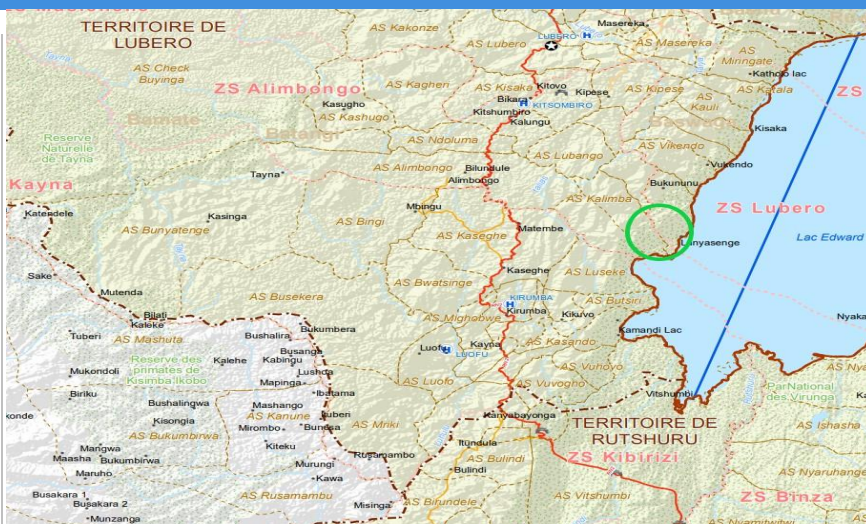 TERRITOIRE DE
LUBERO
AS Kakonze
Masereka
LUBERO
AS Lubero
AS Masereka
AS
Miringate
AS Check
Buyinga
Tayna
ZS Alimbongo
AS Kagheri
AS Kisaka
Kitovo
Kipese
AS Kipese
Katholo lac
AS Katala
ZS
Kasugho
AS Kashugo
Bikara
KITSOMBIRO
Kitshumbiro
Kalungu
AS
Kauli
Kisaka
Reserve
Naturelle
de Tayna
AS Ndoluma
AS Lubango
AS Vikendo
Vukendo
Kayna
Tayna
AS Alimbongo
Bilundule
Alimbongo
Bukununu
AS Kalimba
Katendele
Kasinga
Mbingu
AS Bunyatenge
AS Bingi
AS Kaseghe
Matembe
ZS Lubero
Lac Edward
Lunyasenge
Sake
Kaseghe
AS Luseke
Mutenda
AS Busekera
AS Bwatsinge
Bilati
Kaleke
KIRUMBA
Kirumba
AS Butsiri
AS Mashuta
Tuberi
Bushalira
Bukumbera
AS Mighobwe
Kikuvo
Kamandi Lac
Nyaka
Reserve des
primates de
Kisimba Ikobo
Kalehe
Busanga
Kabingu
Luofu
LUOFU
Kayna
AS Kasando
Mukondoli
Lushda
Mapinga
AS Luofo
AS Vuhoyo
AS Vuvogho
Biriku
Ibatama
Vitshumbi
ParNational
des Virunga
Bushalingwa
Mashango
konde
Kisongia
AS Kanune
Luberi
Kanyabayonga
TERRITOIRE DE
RUTSHURU
AS Bukumbirwa
Mirombo
Bunesa
AS Mriki
AS Ishasha
Mangwa
Kiteku
Itundula
ZS Kibirizi
Maasha
Bukumbirwa
Rusamambo
Murungi
AS Bulindi
Bulindi
AS Nyaruhange
Maruho
Kawa
Busakara 1
Busakara 2
AS Rusamambu
Misinga
AS Birundele
AS Vitshumbi
ZS Binza
Munzanga